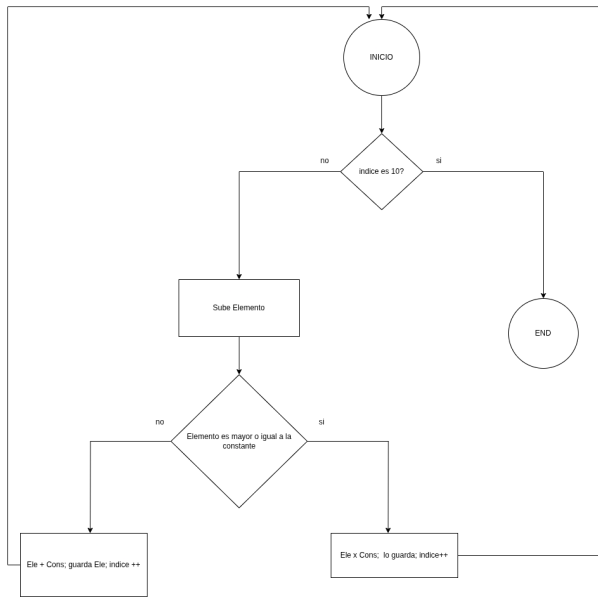 INICIO
no
si
indice es 10?
Sube Elemento
END
no
si
Elemento es mayor o igual a la
constante
Ele + Cons; guarda Ele; indice ++
Ele x Cons; lo guarda; indice++